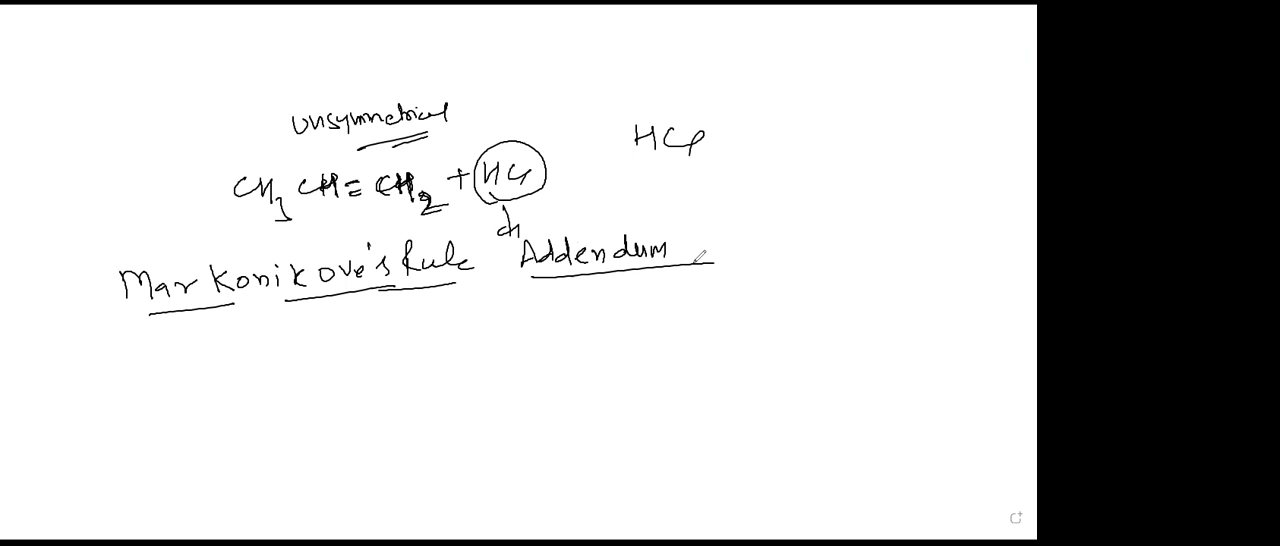 unsymmetrical
HCl
CH3 CH = CH2 + HCl
Markonikove's Rule Addendum